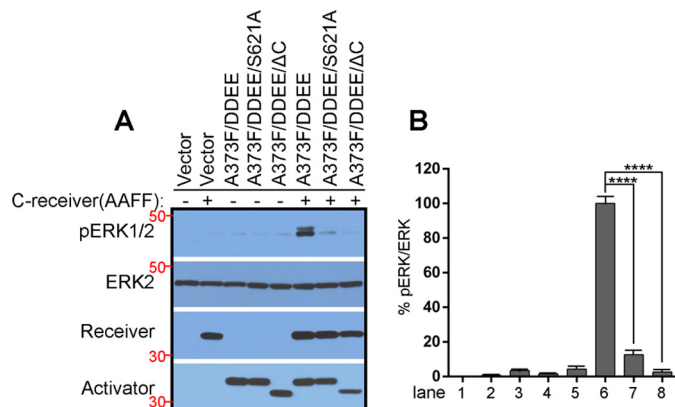 A
Vector
Vector
A373F/DDEE
A373F/DDEE/S621A
A373F/DDEE/ΔC
A373F/DDEE
A373F/DDEE/S621A
A373F/DDEE/ΔC
C-receiver(AAFF): - + - - - + + +
50
pERK1/2
50
ERK2
Receiver
30
Activator
30
B
% pERK/ERK
120
100
80
60
40
20
0
****
****
lane 1 2 3 4 5 6 7 8